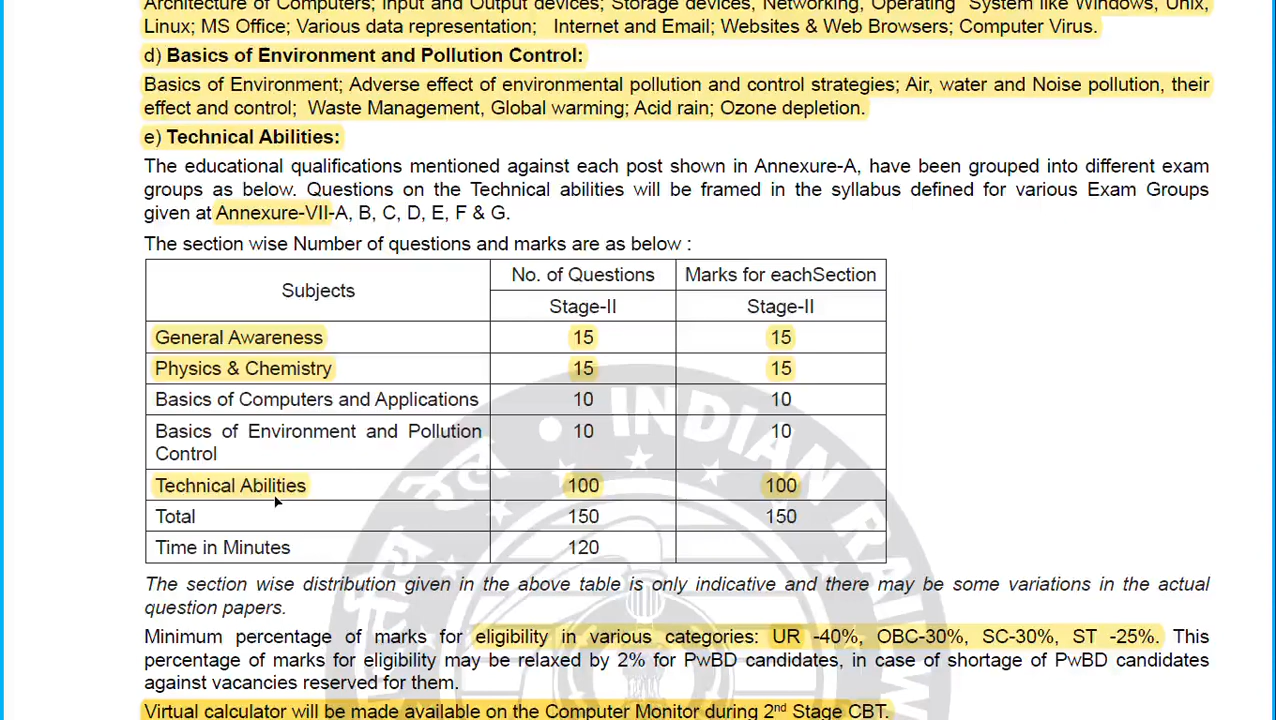 Architecture of Computers; Input and Output devices; Storage devices, Networking, Operating System like Windows, Unix,
Linux; MS Office; Various data representation; Internet and Email; Websites & Web Browsers; Computer Virus.
d) Basics of Environment and Pollution Control:
Basics of Environment; Adverse effect of environmental pollution and control strategies; Air, water and Noise pollution, their
effect and control; Waste Management, Global warming; Acid rain; Ozone depletion.
e) Technical Abilities:
The educational qualifications mentioned against each post shown in Annexure-A, have been grouped into different exam
groups as below. Questions on the Technical abilities will be framed in the syllabus defined for various Exam Groups
given at Annexure-VII-A, B, C, D, E, F & G.
The section wise Number of questions and marks are as below :
Subjects No. of Questions Marks for eachSection
Stage-II Stage-II
General Awareness 15 15
Physics & Chemistry 15 15
Basics of Computers and Applications 10 10
Basics of Environment and Pollution 10 10
Control
Technical Abilities 100 100
Total 150 150
Time in Minutes 120
The section wise distribution given in the above table is only indicative and there may be some variations in the actual
question papers.
Minimum percentage of marks for eligibility in various categories: UR -40%, OBC-30%, SC-30%, ST -25%. This
percentage of marks for eligibility may be relaxed by 2% for PwBD candidates, in case of shortage of PwBD candidates
against vacancies reserved for them.
Virtual calculator will be made available on the Computer Monitor during 2nd Stage CBT.
INDIAN RAILW